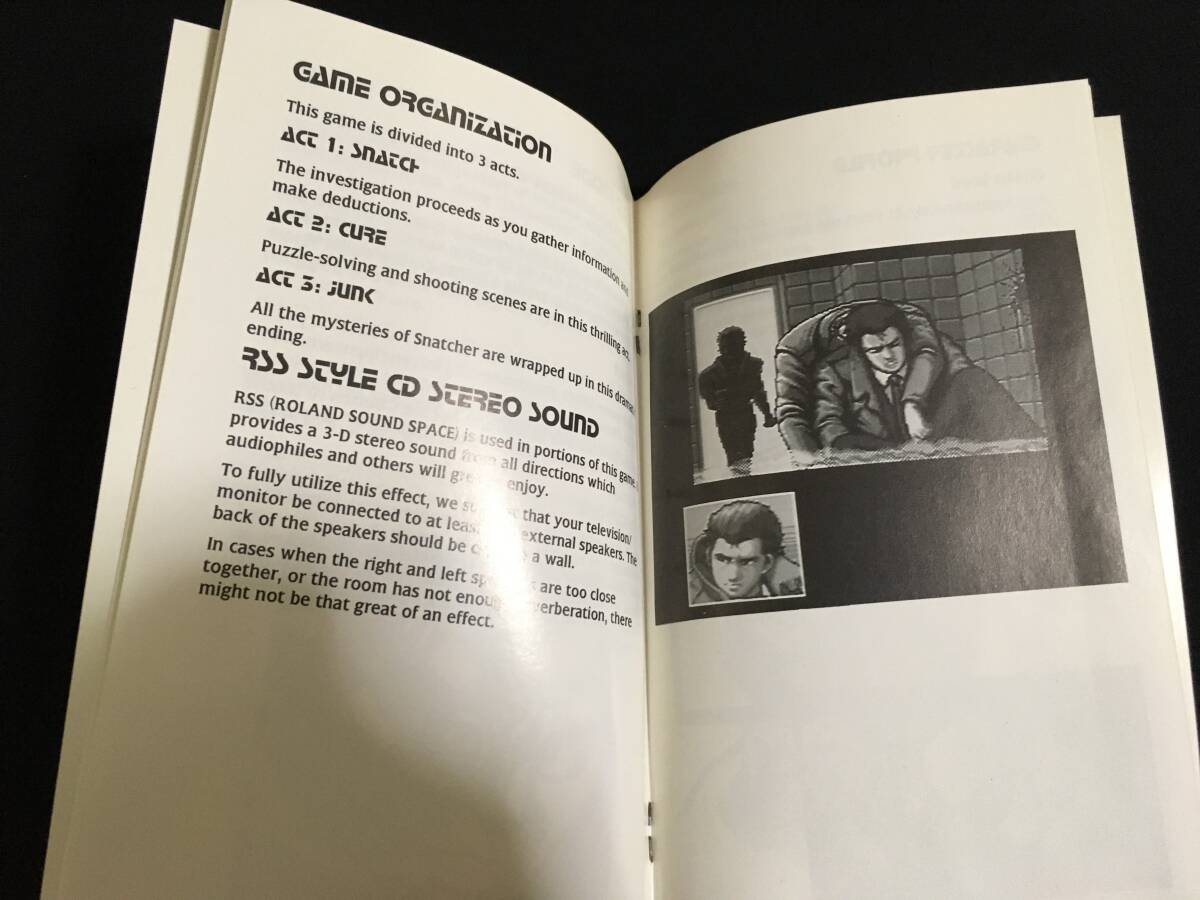 GAME ORGANIZATION
This game is divided into 3 acts.
ACT 1: SNATCH
The investigation proceeds as you gather information and
make deductions.
ACT 2: CURE
Puzzle-solving and shooting scenes are in this thrilling act,
ACT 3: JUNK
All the mysteries of Snatcher are wrapped up in this
ending.
RSS STYLE CD STEREO SOUND
RSS (ROLAND SOUND SPACE) is used in portions of this game.
provides a 3-D stereo sound from all directions which
audiophiles and others will enjoy.
To fully utilize this effect, we that your television/
monitor be connected to at external speakers. The
back of the speakers should be a wall.
In cases when the right and left are too close
together, or the room has not reverberation, there
might not be that great of an effect.